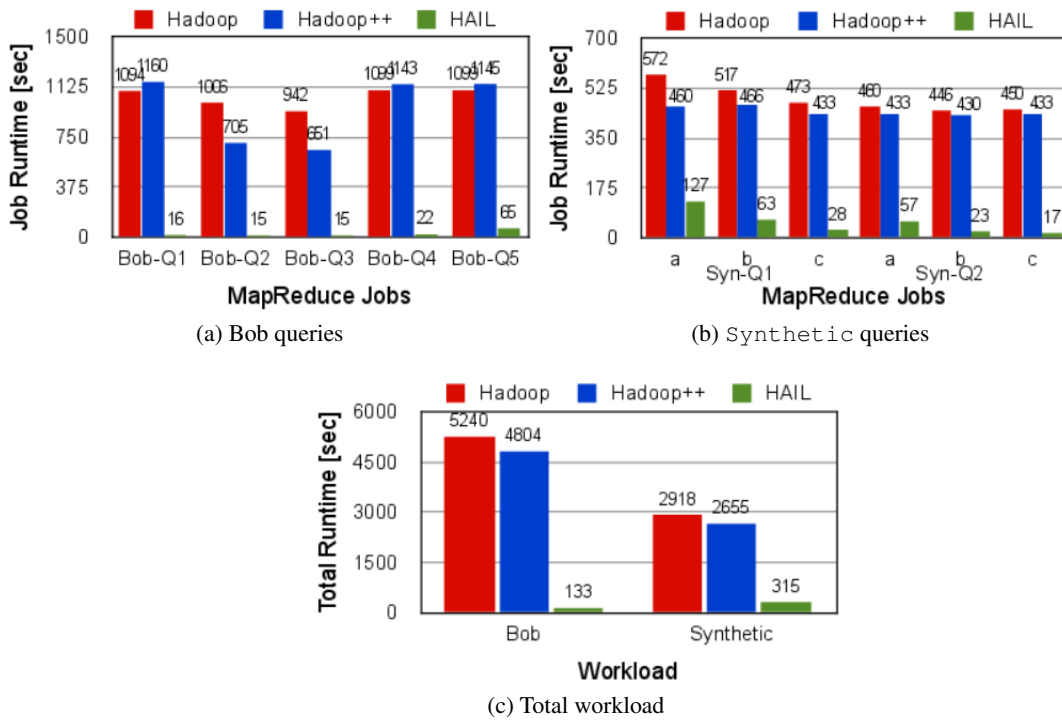 Hadoop Hadoop++ HAIL
Job Runtime [sec]
1500
1125
750
375
0
1094 1160 16
1006 705 15
942 651 15
1099 1143 22
1099 1145 65
Bob-Q1 Bob-Q2 Bob-Q3 Bob-Q4 Bob-Q5
MapReduce Jobs
(a) Bob queries
Hadoop Hadoop++ HAIL
Job Runtime [sec]
700
525
350
175
0
572 460 127
517 466 63
473 433 28
460 433 57
446 430 23
450 433 17
a b c a b c
Syn-Q1 Syn-Q2
MapReduce Jobs
(b) Synthetic queries
Hadoop Hadoop++ HAIL
Total Runtime [sec]
6000
4500
3000
1500
0
5240 4804 133
2918 2655 315
Bob Synthetic
Workload
(c) Total workload